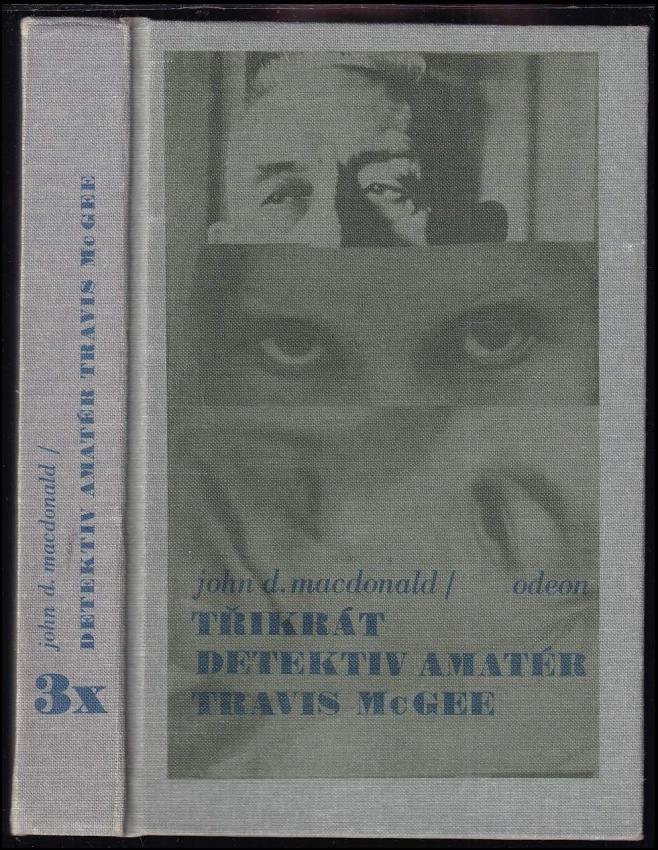 john d. macdonald /
DETEKTIV AMATÉR TRAVIS McGEE
3x
john d. macdonald / odeon
TŘIKRÁT
DETEKTIV AMATÉR
TRAVIS McGEE